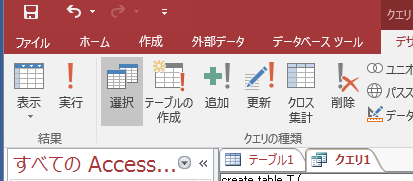 クエリ
ファイル ホーム 作成 外部データ データベース ツール デザ
表示 実行 選択 テーブルの作成 追加 更新 クロス集計 削除 ユニオ
パスス
データ
結果 クエリの種類
すべての Access... «
テーブル1 クエリ1
create table T (